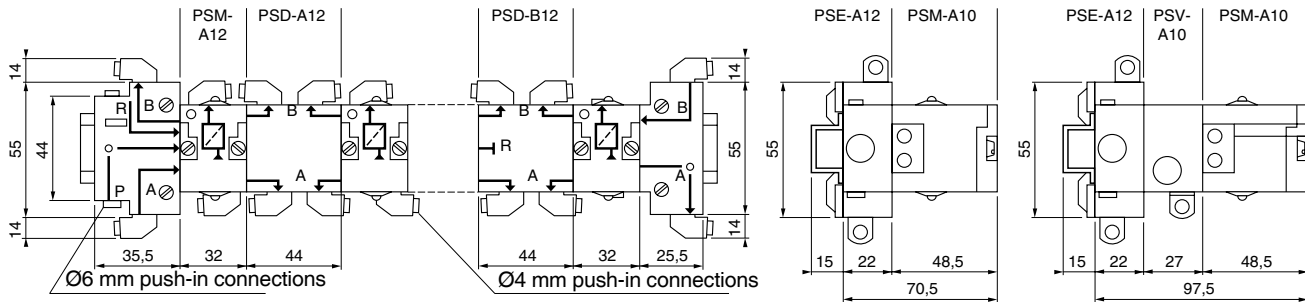 PSM-
A12
PSD-A12
PSD-B12
PSE-A12
PSM-A10
PSE-A12
PSV-
A10
PSM-A10
14
55
44
14
R
B
P
A
B
A
B
R
A
B
A
14
55
14
35,5
32
44
44
32
25,5
Ø6 mm push-in connections
Ø4 mm push-in connections
55
15
22
48,5
70,5
55
15
22
27
48,5
97,5